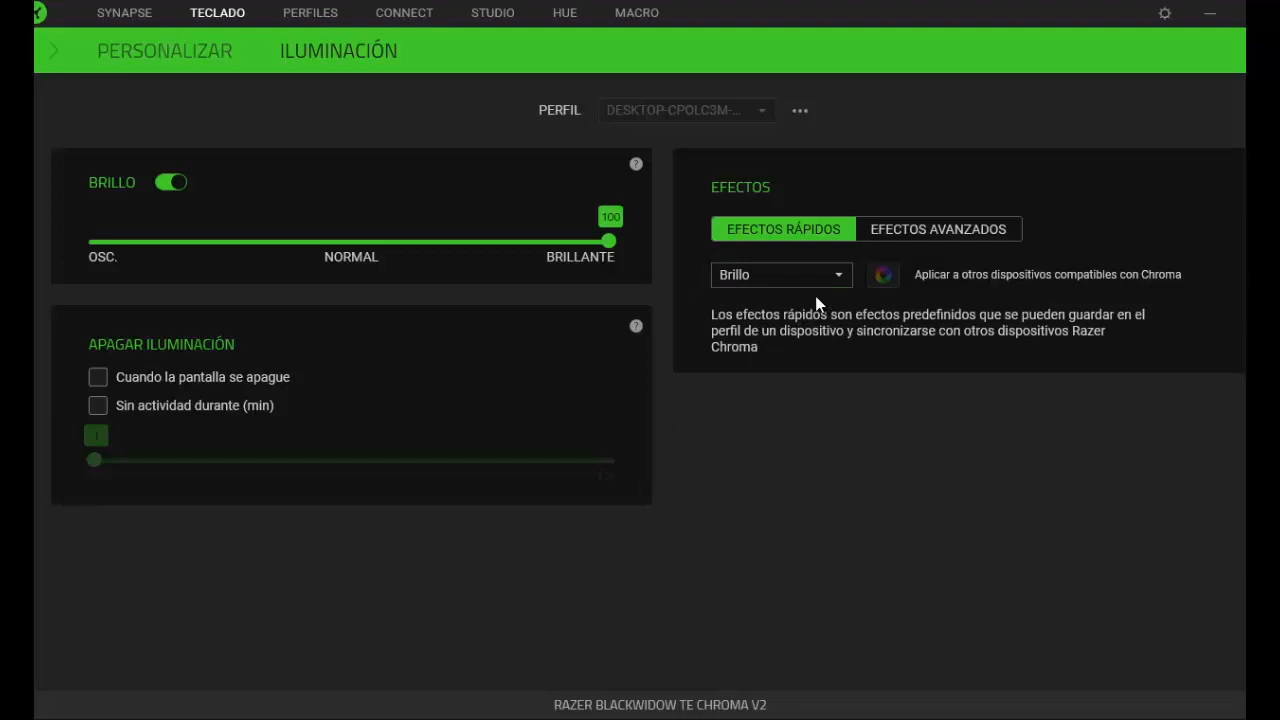 SYNAPSE TECLADO PERFILES CONNECT STUDIO HUE MACRO
PERSONALIZAR ILUMINACIÓN
PERFIL DESKTOP-CPOLC3M-...
BRILLO
?
100
OSC. NORMAL BRILLANTE
APAGAR ILUMINACIÓN
?
Cuando la pantalla se apague
Sin actividad durante (min)
1
EFECTOS
EFECTOS RÁPIDOS EFECTOS AVANZADOS
Brillo Aplicar a otros dispositivos compatibles con Chroma
Los efectos rápidos son efectos predefinidos que se pueden guardar en el
perfil de un dispositivo y sincronizarse con otros dispositivos Razer
Chroma
RAZER BLACKWIDOW TE CHROMA V2